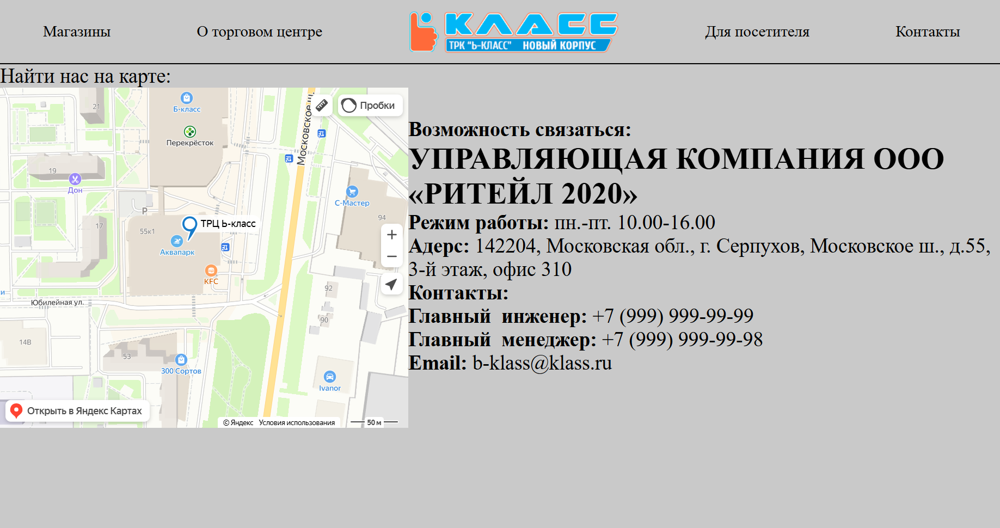 Магазины
О торговом центре
КЛАСС
ТРК "Ь-КЛАСС" НОВЫЙ КОРПУС
Для посетителя
Контакты
Найти нас на карте:
21
Б-класс
Перекрёсток
Московское ш.
Пробки
19
Дон
С-Мастер
94
P
17
55к1
ТРЦ Ь-класс
Аквапарк
KFC
и
Юбилейная ул.
92
90
14В
53
300 Сортов
Ivanor
Открыть в Яндекс Картах
© Яндекс Условия использования
50 м
Возможность связаться:
УПРАВЛЯЮЩАЯ КОМПАНИЯ ООО
«РИТЕЙЛ 2020»
Режим работы: пн.-пт. 10.00-16.00
Адерс: 142204, Московская обл., г. Серпухов, Московское ш., д.55,
3-й этаж, офис 310
Контакты:
Главный инженер: +7 (999) 999-99-99
Главный менеджер: +7 (999) 999-99-98
Email: b-klass@klass.ru